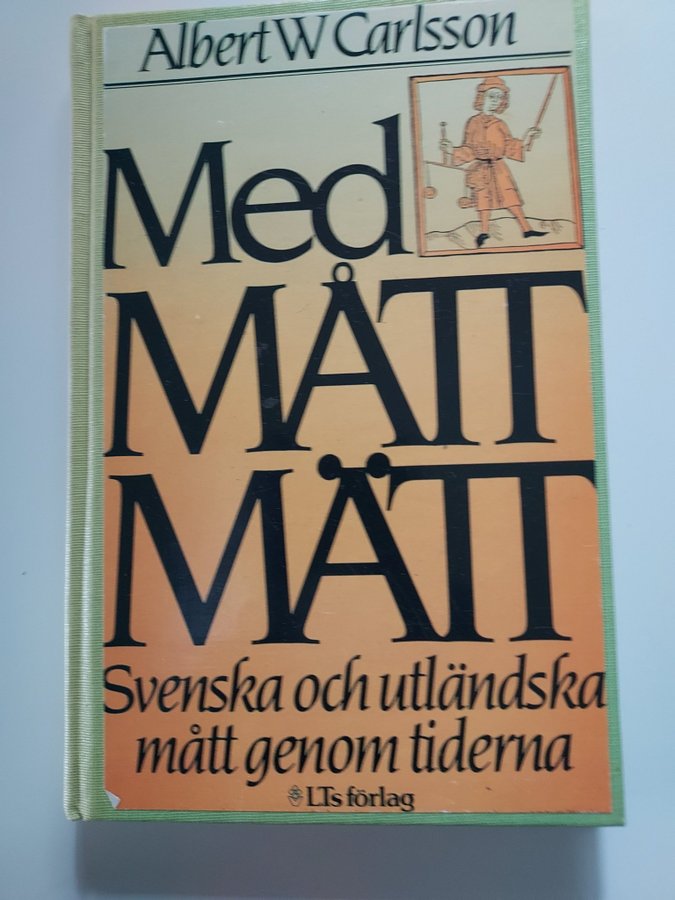 Albert W Carlsson
Med
MÅTT
MÄTT
Svenska och utländska
mått genom tiderna
LTs förlag